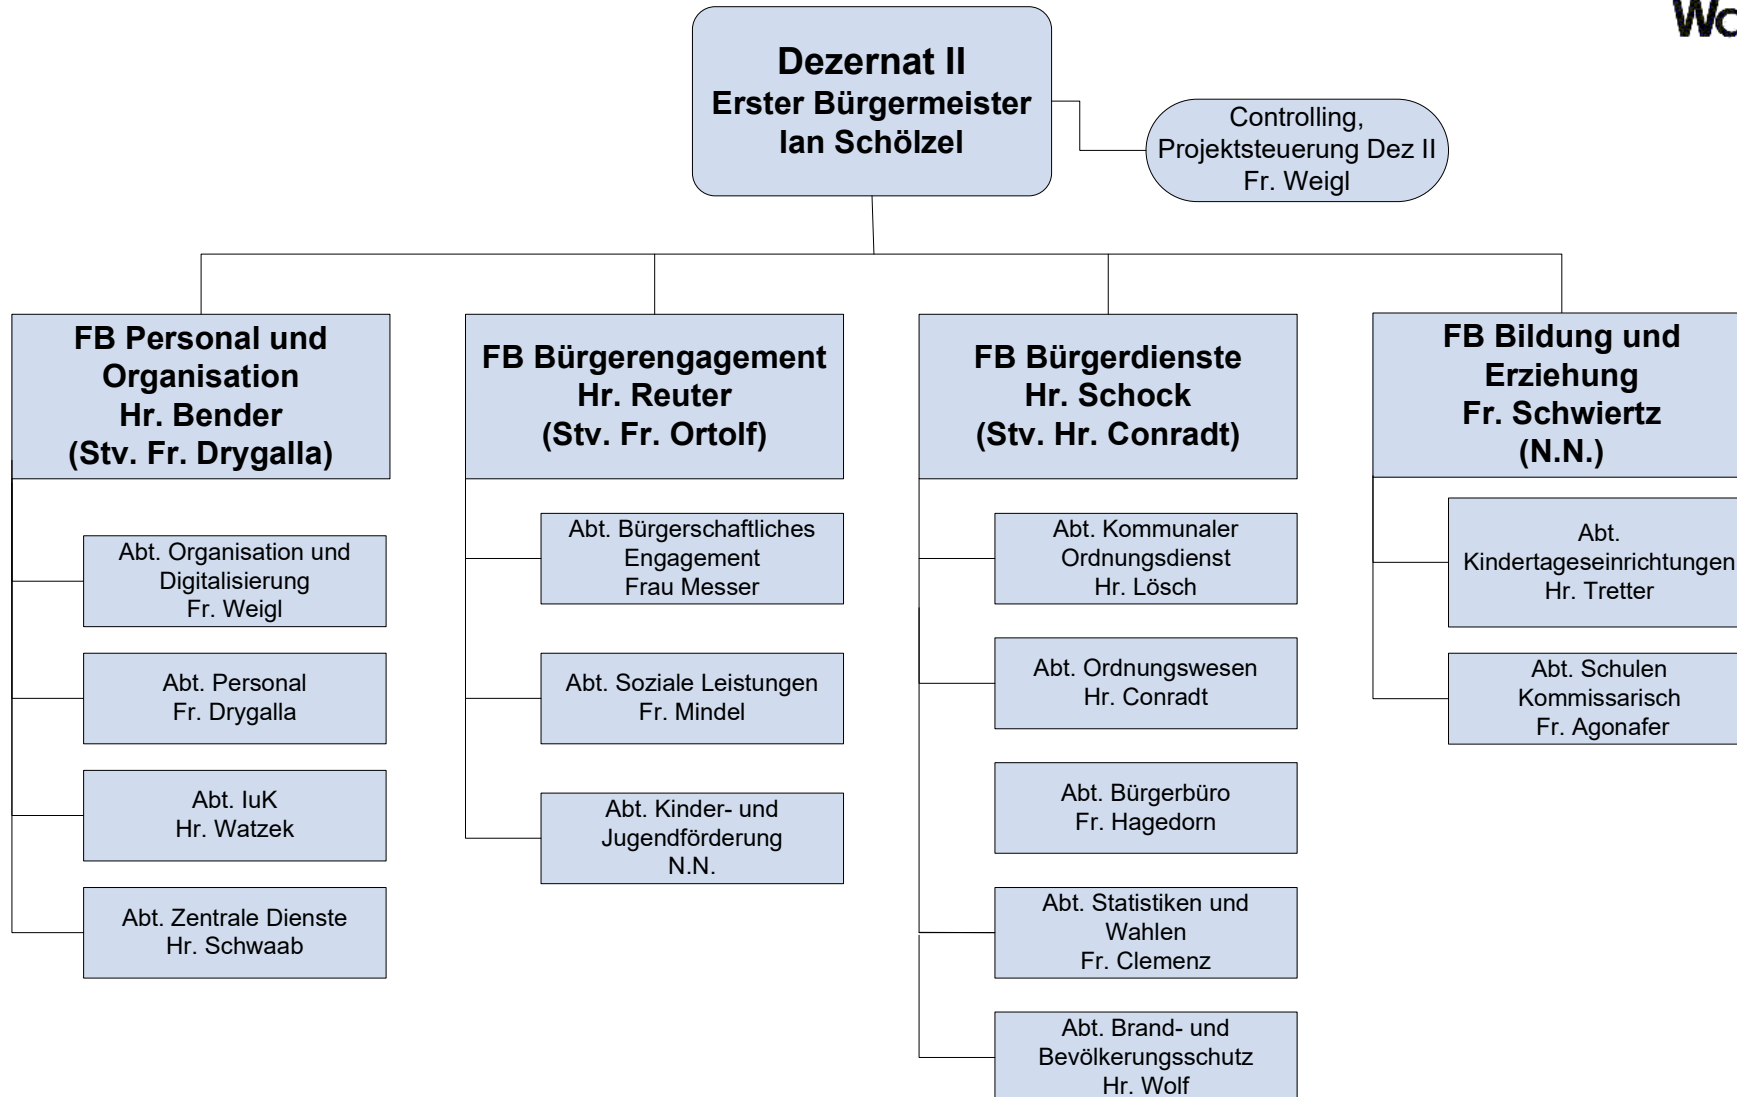 Dezernat II
Erster Bürgermeister
Ian Schölzel
Controlling,
Projektsteuerung Dez II
Fr. Weigl
FB Personal und
Organisation
Hr. Bender
(Stv. Fr. Drygalla)
Abt. Organisation und
Digitalisierung
Fr. Weigl
Abt. Personal
Fr. Drygalla
Abt. IuK
Hr. Watzek
Abt. Zentrale Dienste
Hr. Schwaab
FB Bürgerengagement
Hr. Reuter
(Stv. Fr. Ortolf)
Abt. Bürgerschaftliches
Engagement
Frau Messer
Abt. Soziale Leistungen
Fr. Mindel
Abt. Kinder- und
Jugendförderung
N.N.
FB Bürgerdienste
Hr. Schock
(Stv. Hr. Conradt)
Abt. Kommunaler
Ordnungsdienst
Hr. Lösch
Abt. Ordnungswesen
Hr. Conradt
Abt. Bürgerbüro
Fr. Hagedorn
Abt. Statistiken und
Wahlen
Fr. Clemenz
Abt. Brand- und
Bevölkerungsschutz
Hr. Wolf
FB Bildung und
Erziehung
Fr. Schwiertz
(N.N.)
Abt.
Kindertageseinrichtungen
Hr. Tretter
Abt. Schulen
Kommissarisch
Fr. Agonafer